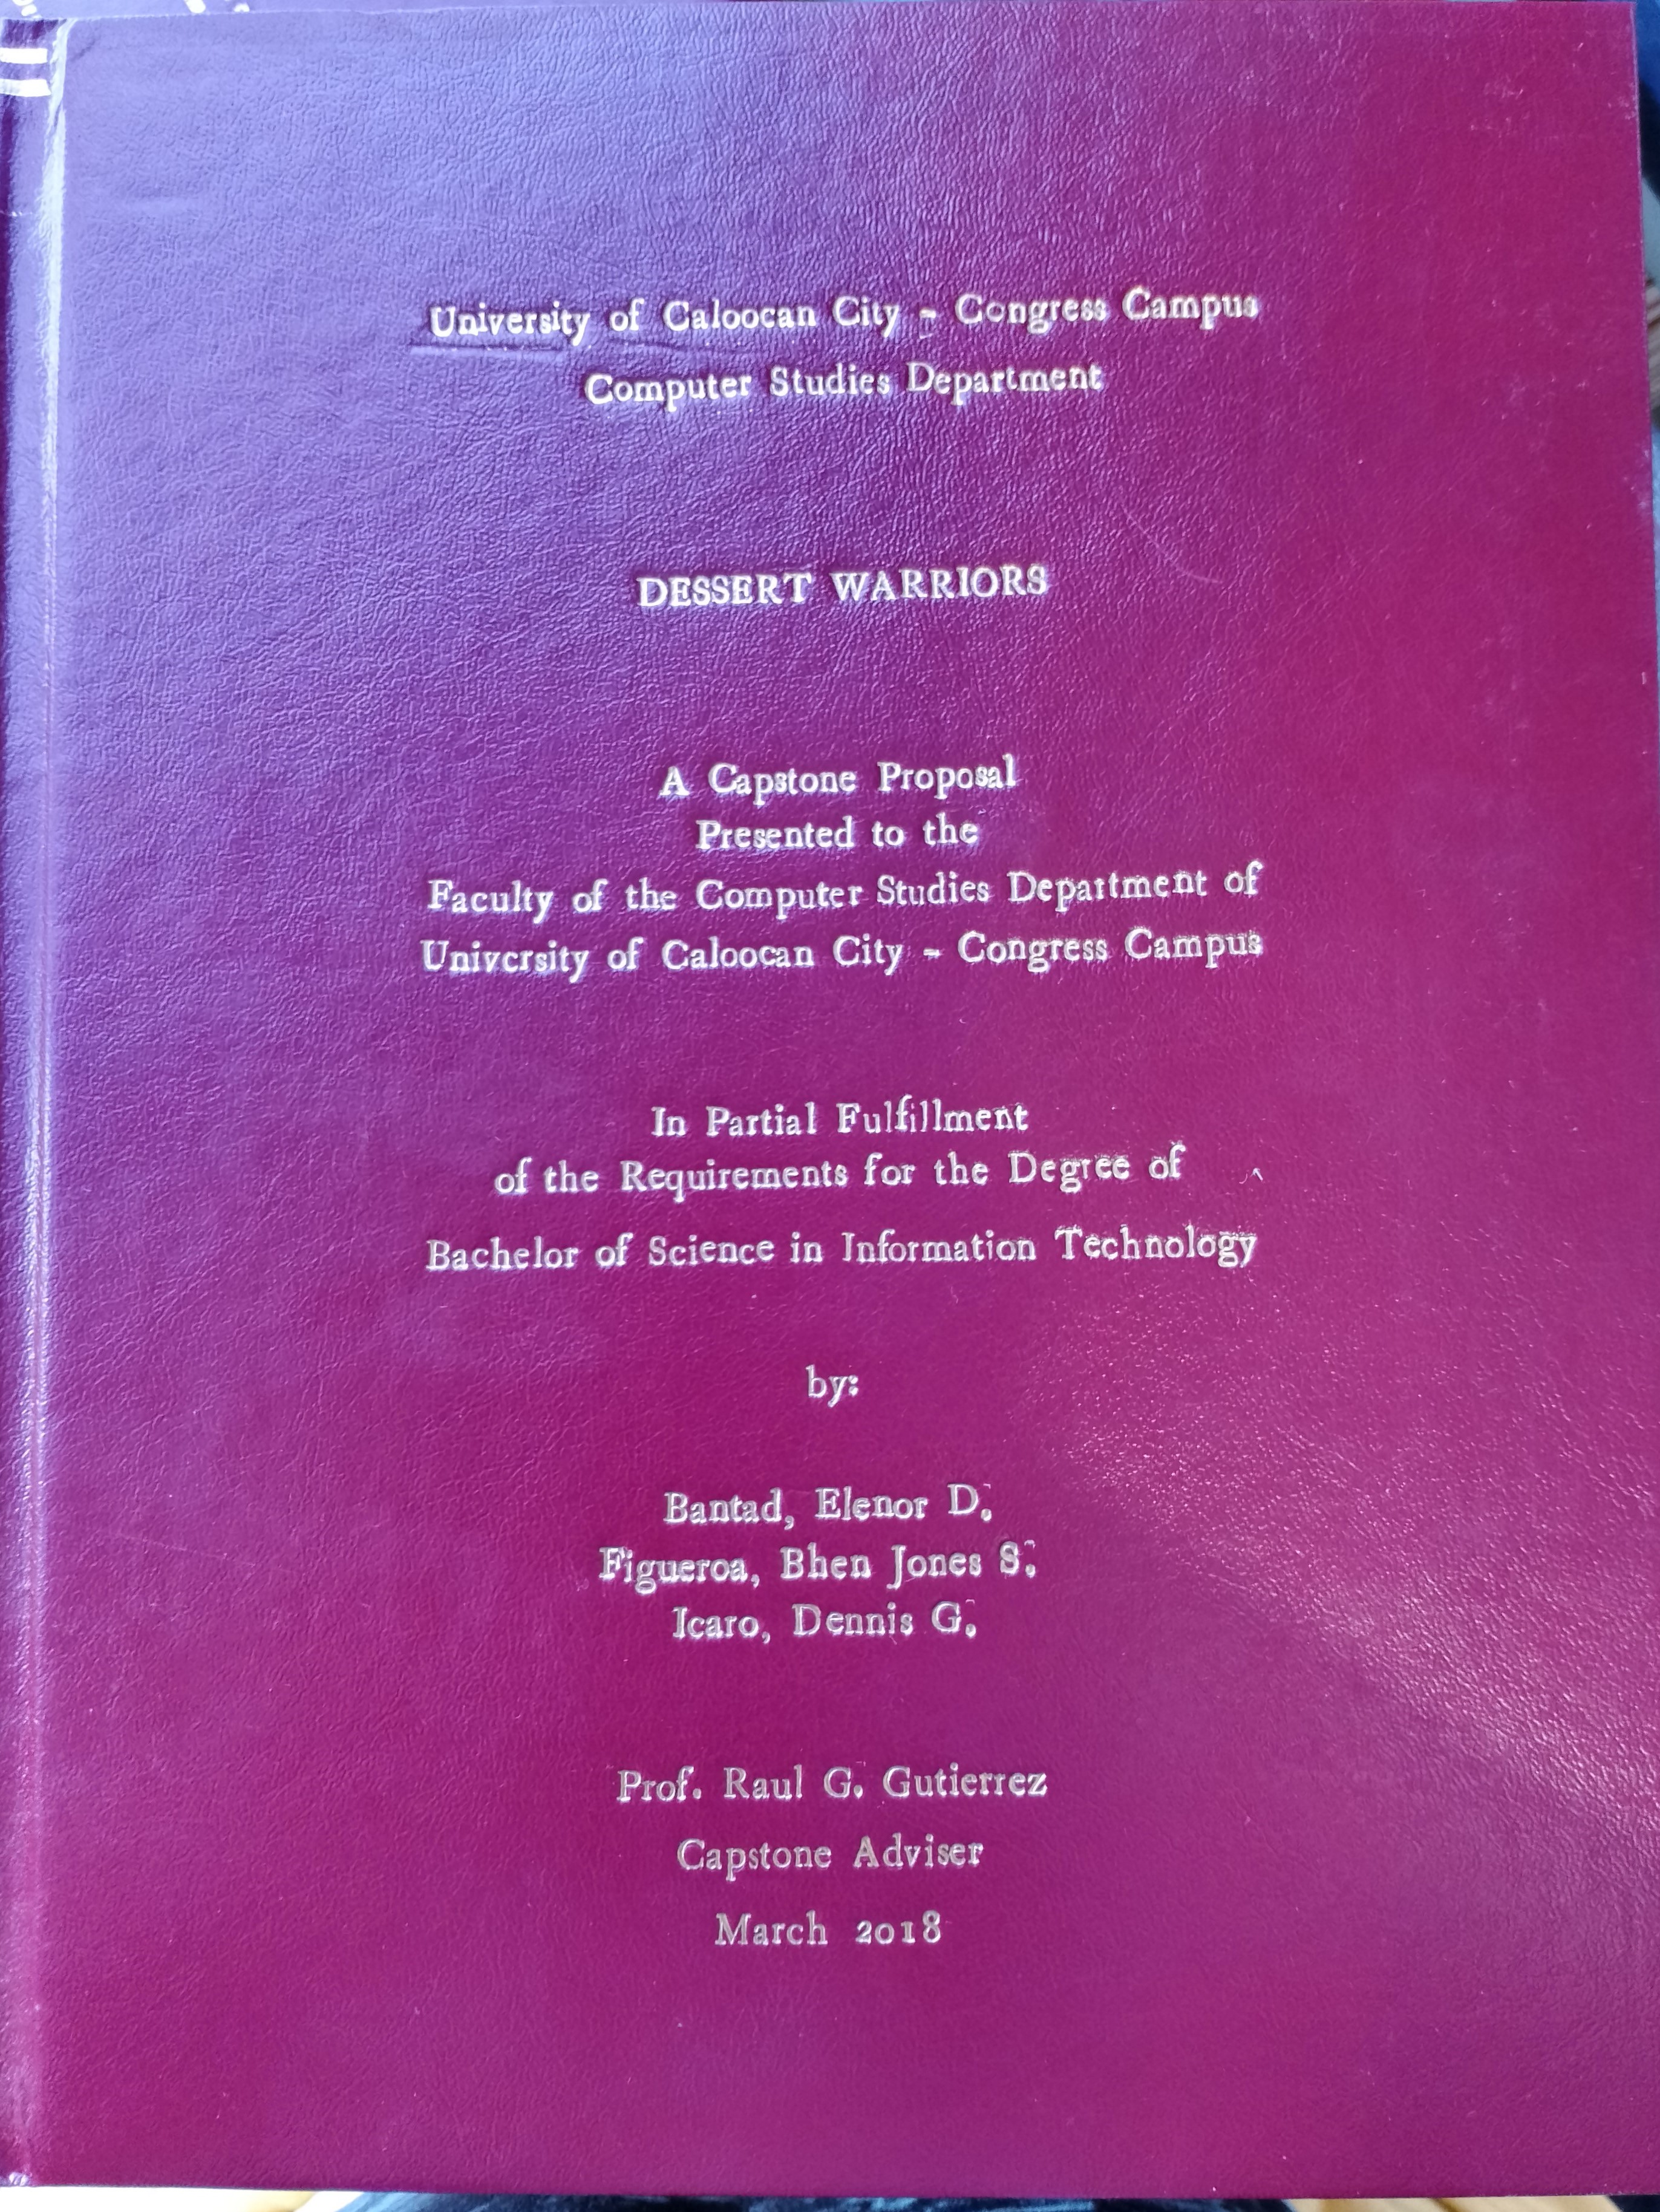 University of Caloocan City - Congress Campus
Computer Studies Department
DESSERT WARRIORS
A Capstone Proposal
Presented to the
Faculty of the Computer Studies Department of
University of Caloocan City - Congress Campus
In Partial Fulfillment
of the Requirements for the Degree of
Bachelor of Science in Information Technology
by:
Bantad, Elenor D.
Figueroa, Bhen Jones S.
Icaro, Dennis G.
Prof. Raul G. Gutierrez
Capstone Adviser
March 2018